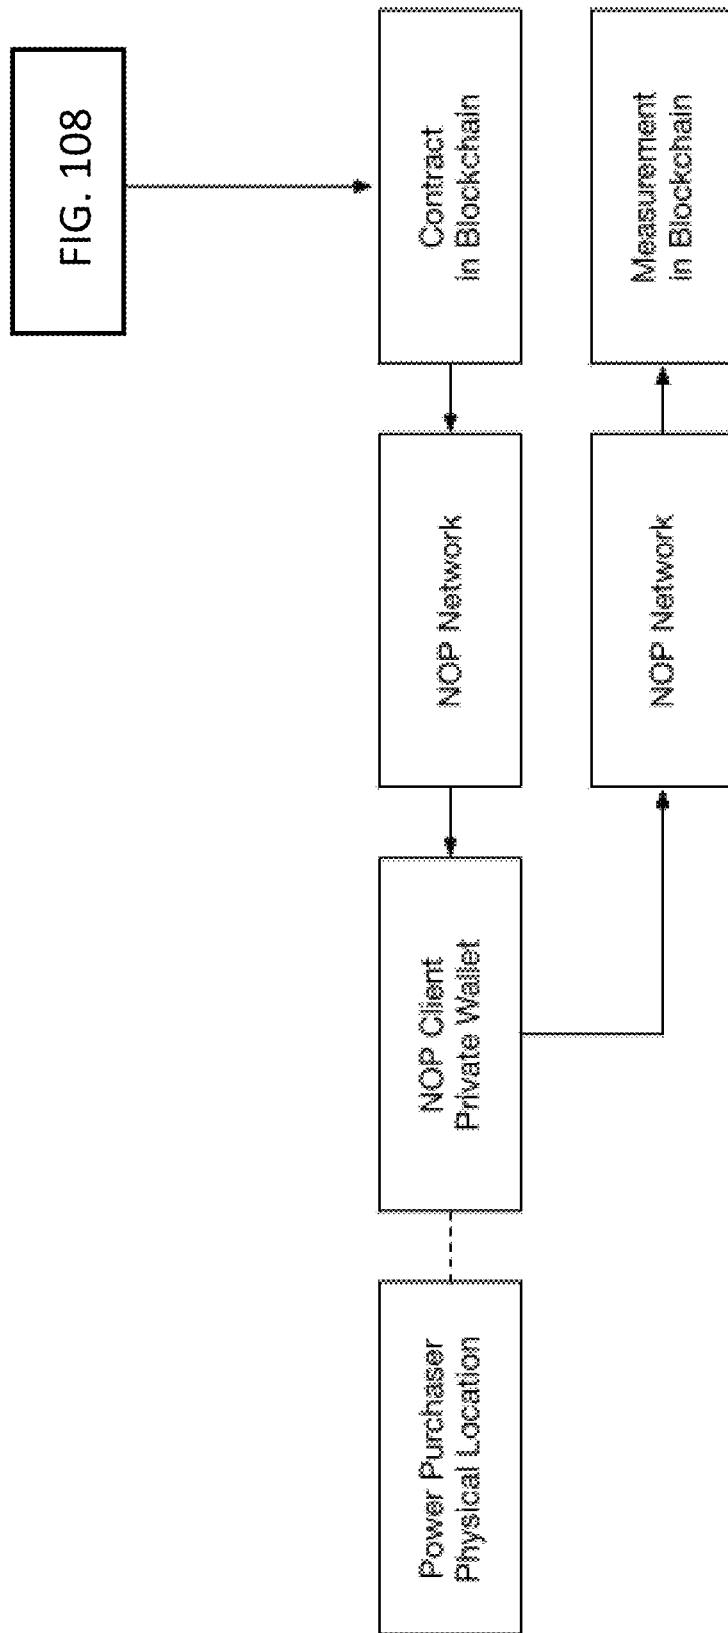 FIG. 108
Power Purchaser
Physical Location
NOP Client
Private Wallet
NOP Network
Contract
in Blockchain
NOP Network
Measurement
in Blockchain